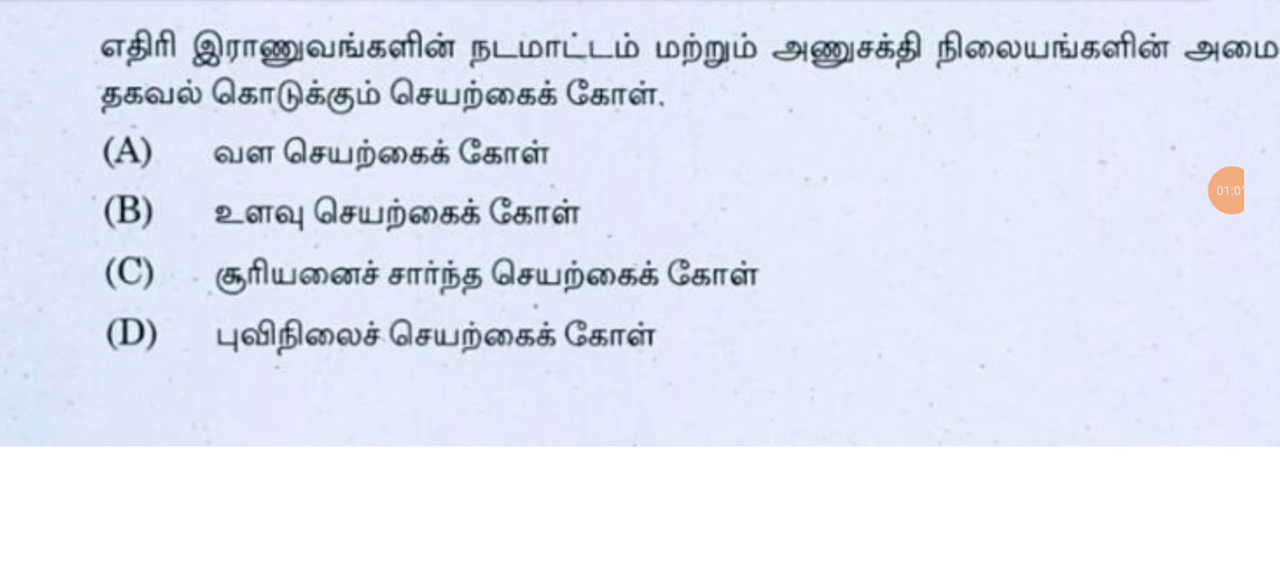 எதிரி இராணுவங்களின் நடமாட்டம் மற்றும் அணுசக்தி நிலையங்களின் அமை
தகவல் கொடுக்கும் செயற்கைக் கோள்.
(A) வள செயற்கைக் கோள்
(B) உளவு செயற்கைக் கோள்
(C) சூரியனைச் சார்ந்த செயற்கைக் கோள்
(D) புவிநிலைச் செயற்கைக் கோள்